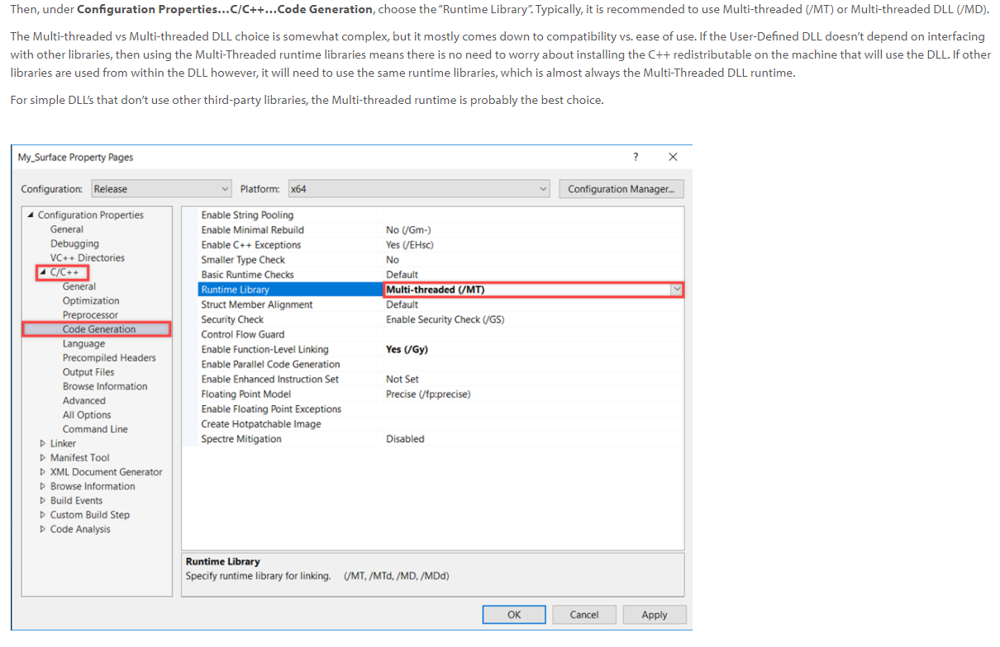 Then, under Configuration Properties...C/C++...Code Generation, choose the “Runtime Library”. Typically, it is recommended to use Multi-threaded (/MT) or Multi-threaded DLL (/MD).
The Multi-threaded vs Multi-threaded DLL choice is somewhat complex, but it mostly comes down to compatibility vs. ease of use. If the User-Defined DLL doesn’t depend on interfacing
with other libraries, then using the Multi-Threaded runtime libraries means there is no need to worry about installing the C++ redistributable on the machine that will use the DLL. If other
libraries are used from within the DLL however, it will need to use the same runtime libraries, which is almost always the Multi-Threaded DLL runtime.
For simple DLL’s that don’t use other third-party libraries, the Multi-threaded runtime is probably the best choice.
My_Surface Property Pages
?
Configuration: Release Platform: x64 Configuration Manager...
Configuration Properties
General
Debugging
VC++ Directories
C/C++
General
Optimization
Preprocessor
Code Generation
Language
Precompiled Headers
Output Files
Browse Information
Advanced
All Options
Command Line
Linker
Manifest Tool
XML Document Generator
Browse Information
Build Events
Custom Build Step
Code Analysis
Enable String Pooling
Enable Minimal Rebuild No (/Gm-)
Enable C++ Exceptions Yes (/EHsc)
Smaller Type Check No
Basic Runtime Checks Default
Runtime Library Multi-threaded (/MT)
Struct Member Alignment Default
Security Check Enable Security Check (/GS)
Control Flow Guard
Enable Function-Level Linking Yes (/Gy)
Enable Parallel Code Generation
Enable Enhanced Instruction Set Not Set
Floating Point Model Precise (/fp:precise)
Enable Floating Point Exceptions
Create Hotpatchable Image
Spectre Mitigation Disabled
Runtime Library
Specify runtime library for linking. (/MT, /MTd, /MD, /MDd)
OK Cancel Apply